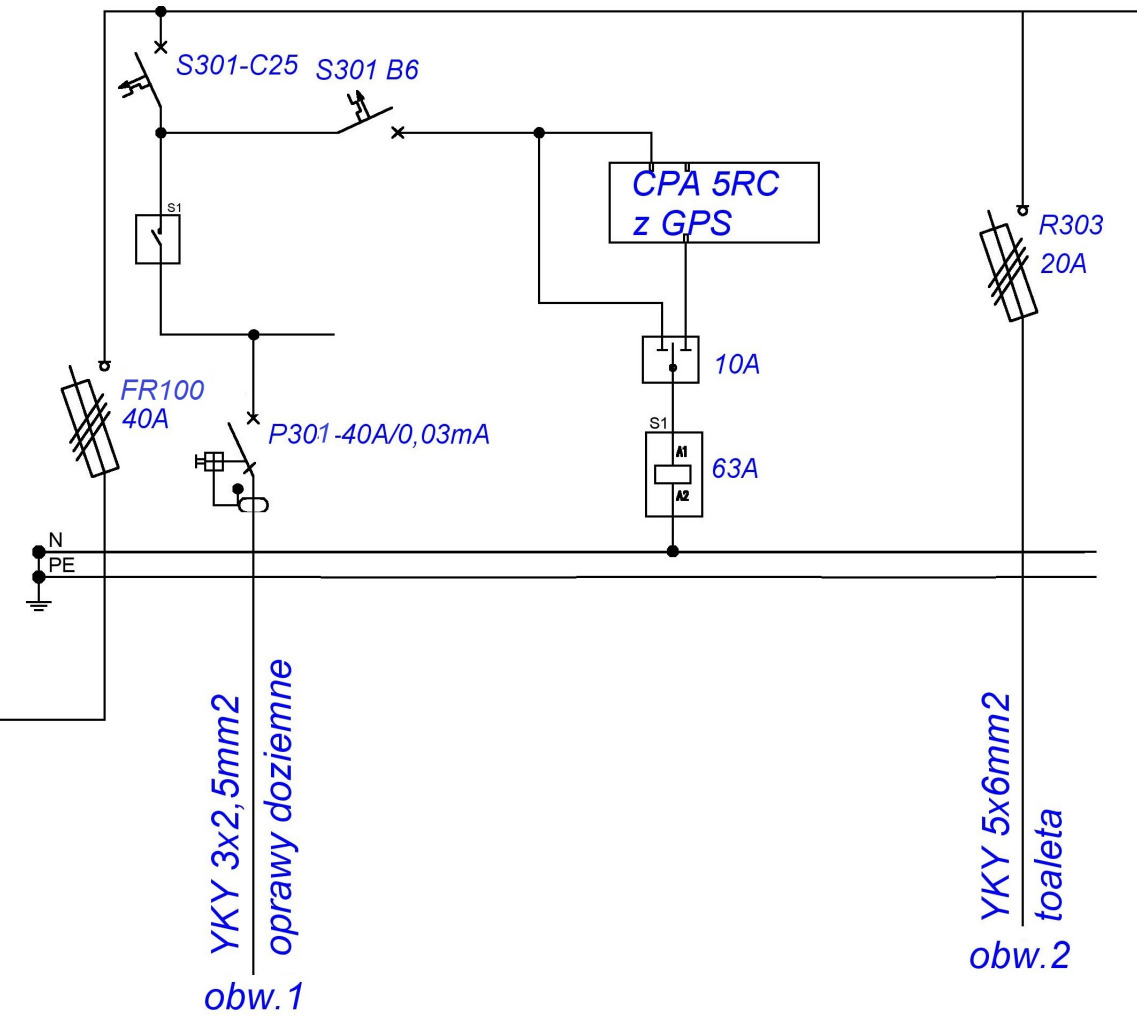 S301-C25
S301 B6
CPA 5RC
z GPS
S1
R303
20A
FR100
40A
10A
P301-40A/0,03mA
S1
A1
63A
A2
N
PE
YKY 3x2,5mm2
oprawy doziemne
obw.1
YKY 5x6mm2
toaleta
obw.2